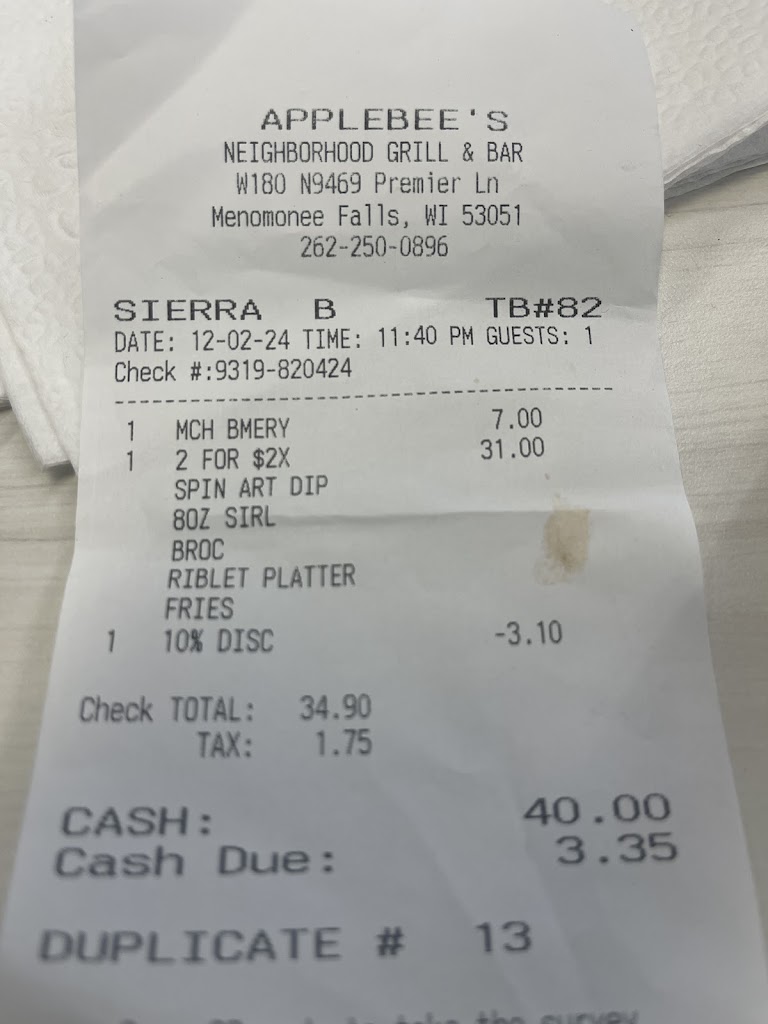 APPLEBEE'S
NEIGHBORHOOD GRILL & BAR
W180 N9469 Premier Ln
Menomonee Falls, WI 53051
262-250-0896
SIERRA B TB#82
DATE: 12-02-24 TIME: 11:40 PM GUESTS: 1
Check #:9319-820424
1 MCH BMERY 7.00
1 2 FOR $2X 31.00
SPIN ART DIP
8OZ SIRL
BROC
RIBLET PLATTER
FRIES
1 10% DISC -3.10
Check TOTAL: 34.90
TAX: 1.75
CASH: 40.00
Cash Due: 3.35
DUPLICATE # 13
take the survey